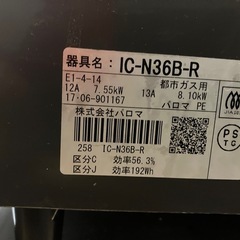 器具名: IC-N36B-R
E1-4-14 都市ガス用
12A 7.55kW 13A 8.10kW
17・06-901167 パロマ PE
株式会社パロマ
258 IC-N36B-R
区分C 効率56.3%
区分J 効率192Wh
JIA
PS
TG